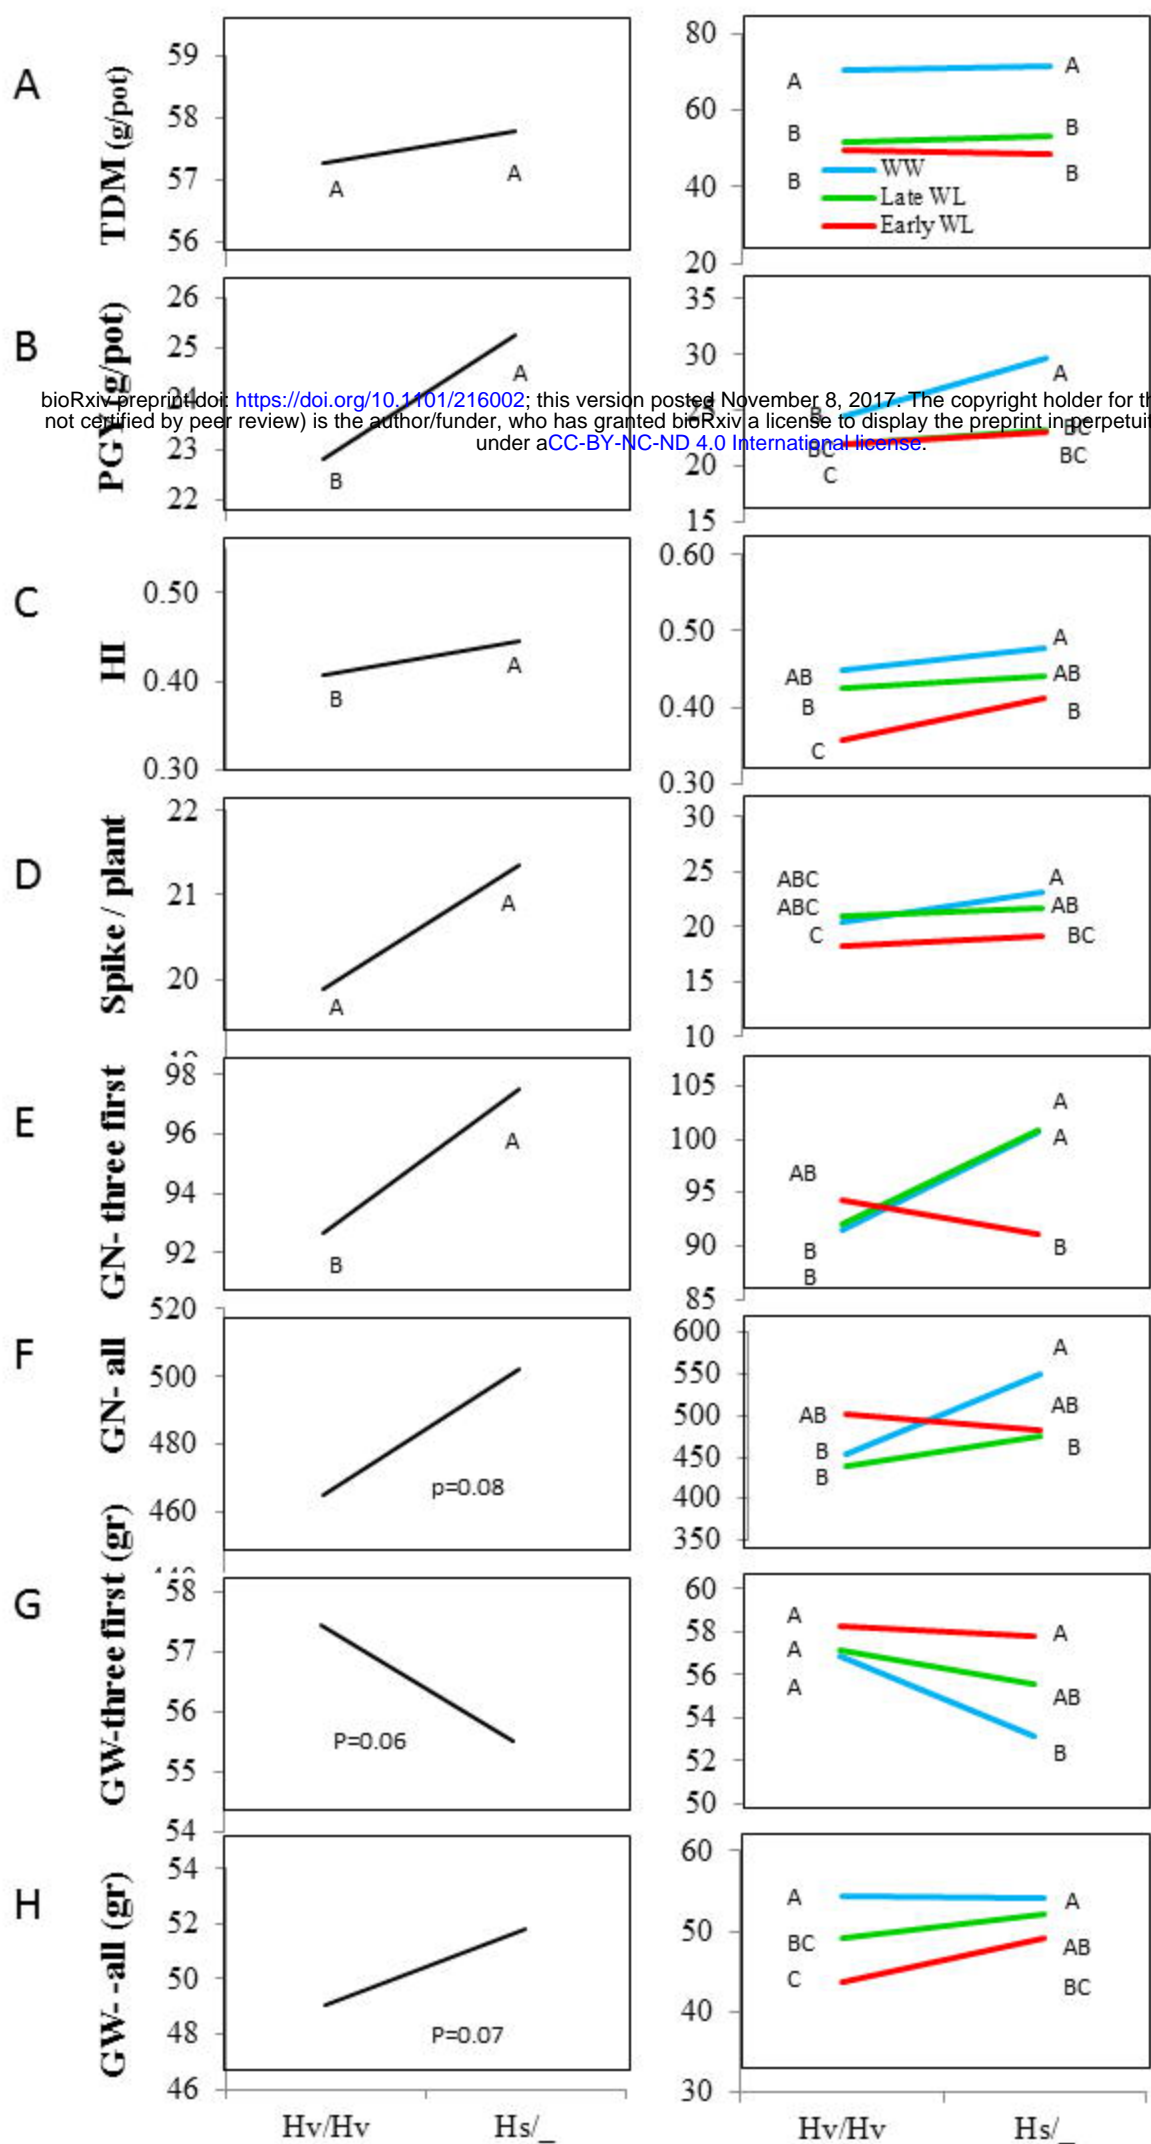 A
TDM (g/pot)
59
58
57
56
A
A
80
60
40
20
A
B
B
A
B
B
WW
Late WL
Early WL
B
PGY (g/pot)
26
25
24
23
22
B
A
35
30
25
20
15
B
BC
C
A
BC
BC
bioRxiv preprint doi: https://doi.org/10.1101/216002; this version posted November 8, 2017. The copyright holder for th
not certified by peer review) is the author/funder, who has granted bioRxiv a license to display the preprint in perpetuit
under aCC-BY-NC-ND 4.0 International license.
C
HI
0.50
0.40
0.30
B
A
0.60
0.50
0.40
0.30
AB
B
C
A
AB
B
D
Spike / plant
22
21
20
A
A
30
25
20
15
10
ABC
ABC
C
A
AB
BC
E
GN- three first
98
96
94
92
B
A
105
100
95
90
85
AB
B
B
A
A
B
F
GN- all
520
500
480
460
p=0.08
600
550
500
450
400
350
AB
B
B
A
AB
B
G
GW-three first (gr)
58
57
56
55
54
P=0.06
60
58
56
54
52
50
A
A
A
A
AB
B
H
GW- -all (gr)
54
52
50
48
46
P=0.07
60
50
40
30
A
BC
C
A
AB
BC
Hv/Hv
Hs/_
Hv/Hv
Hs/_